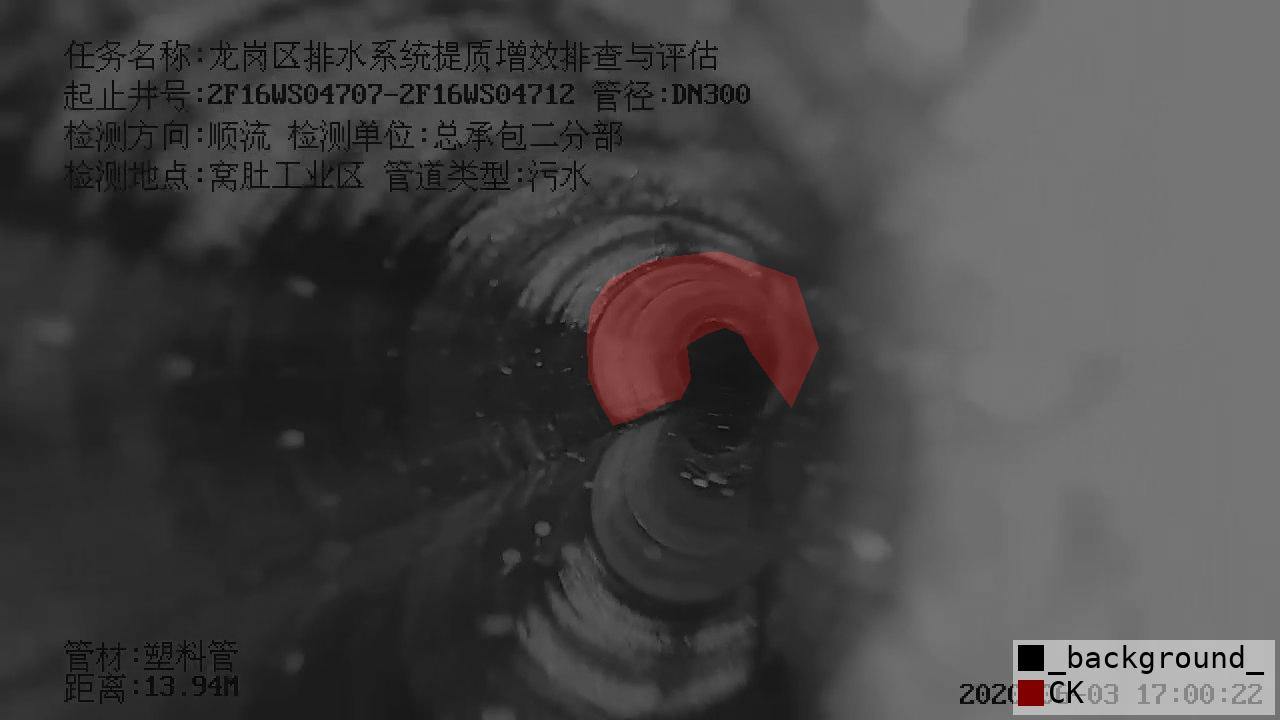 任务名称:龙岗区排水系统提质增效排查与评估
起止井号:2F16WS04707-2F16WS04712 管径:DN300
检测方向:顺流 检测单位:总承包二分部
检测地点:窝肚工业区 管道类型:污水
管材:塑料管
距离:13.94M
_background_
CK
17:00:22